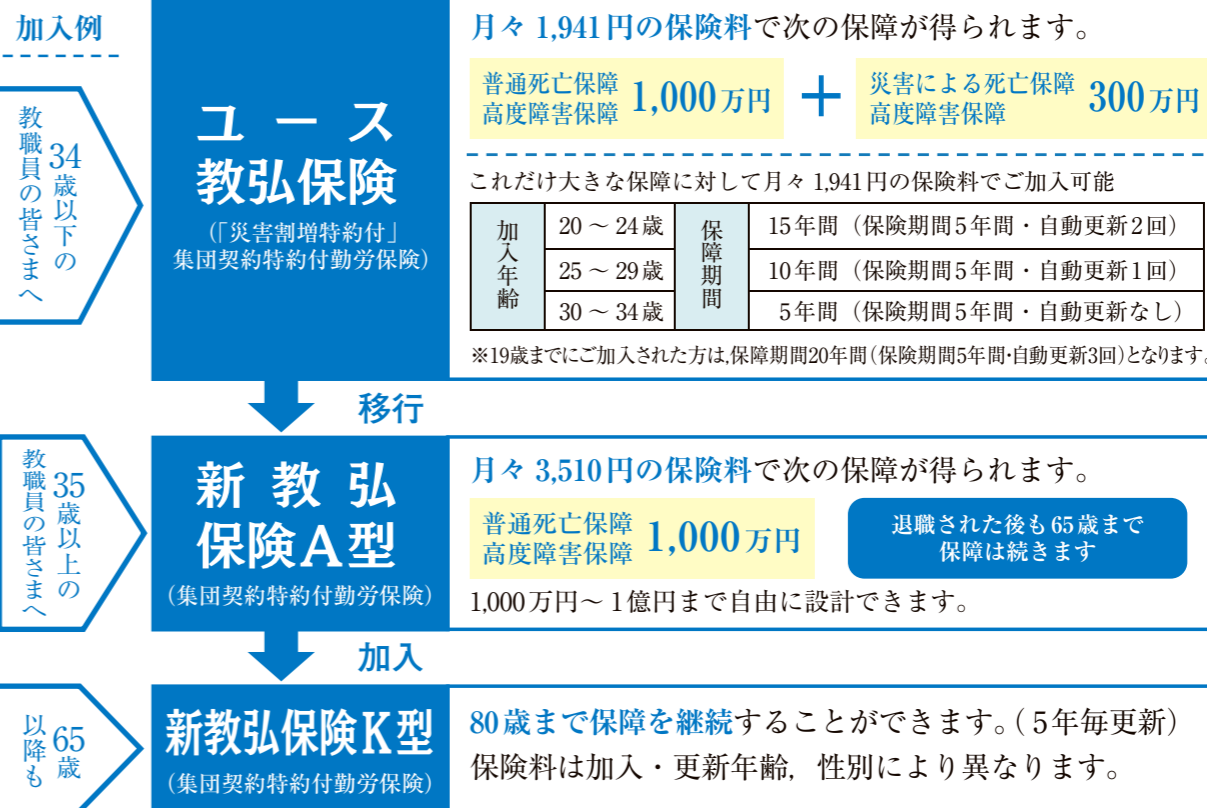 加入例
34歳以下の
教職員の皆さまへ
ユース
教弘保険
(「災害割増特約付」
集団契約特約付勤労保険)
月々 1,941円の保険料で次の保障が得られます。
普通死亡保障
高度障害保障
1,000万円
+
災害による死亡保障
高度障害保障
300万円
これだけ大きな保障に対して月々 1,941円の保険料でご加入可能
加入年齢
保障期間
20 〜 24歳
15年間（保険期間5年間・自動更新2回）
25 〜 29歳
10年間（保険期間5年間・自動更新1回）
30 〜 34歳
5年間（保険期間5年間・自動更新なし）
※19歳までにご加入された方は,保障期間20年間(保険期間5年間・自動更新3回)となります。
移行
35歳以上の
教職員の皆さまへ
新教弘
保険A型
(集団契約特約付勤労保険)
月々 3,510円の保険料で次の保障が得られます。
普通死亡保障
高度障害保障
1,000万円
退職された後も65歳まで
保障は続きます
1,000万円〜1億円まで自由に設計できます。
加入
65歳
以降も
新教弘保険K型
(集団契約特約付勤労保険)
80歳まで保障を継続することができます。(5年毎更新)
保険料は加入・更新年齢，性別により異なります。